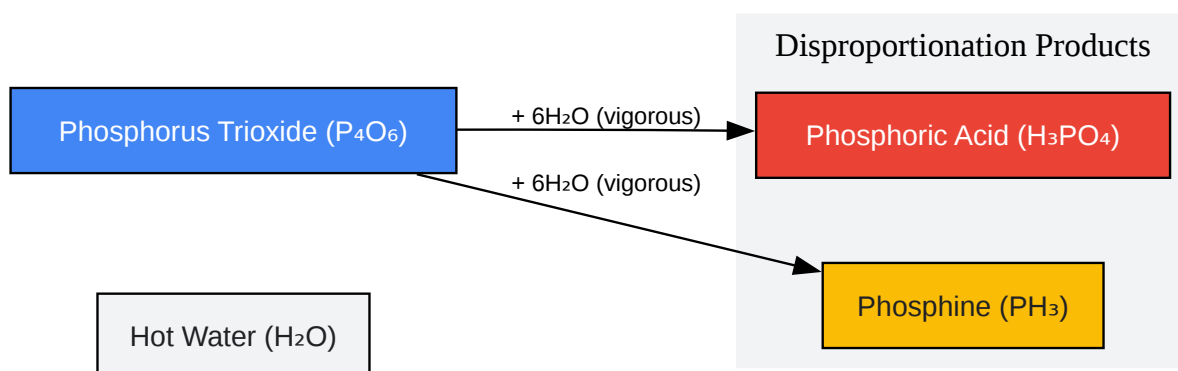 Disproportionation Products
Phosphorus Trioxide (P₄O₆)
+ 6H₂O (vigorous)
Phosphoric Acid (H₃PO₄)
+ 6H₂O (vigorous)
Phosphine (PH₃)
Hot Water (H₂O)